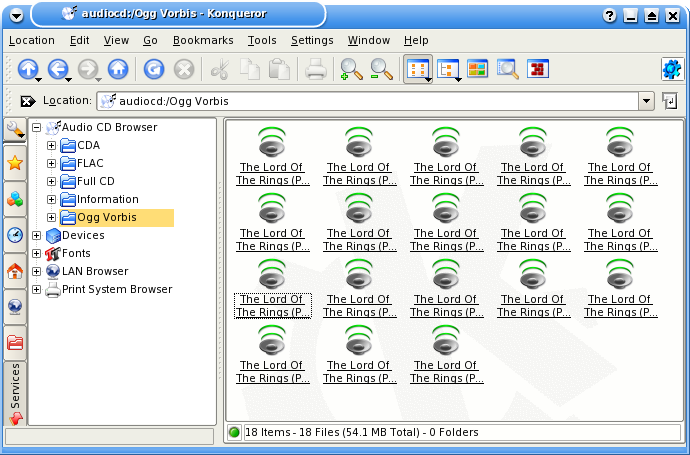 audiocd:/Ogg Vorbis - Konqueror
Location Edit View Go Bookmarks Tools Settings Window Help
Location: audiocd:/Ogg Vorbis
Audio CD Browser
CDA
FLAC
Full CD
Information
Ogg Vorbis
Devices
Fonts
LAN Browser
Print System Browser
Services
The Lord Of The Lord Of The Lord Of The Lord Of The Lord Of
The Rings (P... The Rings (P... The Rings (P... The Rings (P... The Rings (P...
The Lord Of The Lord Of The Lord Of The Lord Of The Lord Of
The Rings (P... The Rings (P... The Rings (P... The Rings (P... The Rings (P...
The Lord Of The Lord Of The Lord Of The Lord Of The Lord Of
The Rings (P... The Rings (P... The Rings (P... The Rings (P... The Rings (P...
The Lord Of The Lord Of The Lord Of
The Rings (P... The Rings (P... The Rings (P...
18 Items - 18 Files (54.1 MB Total) - 0 Folders